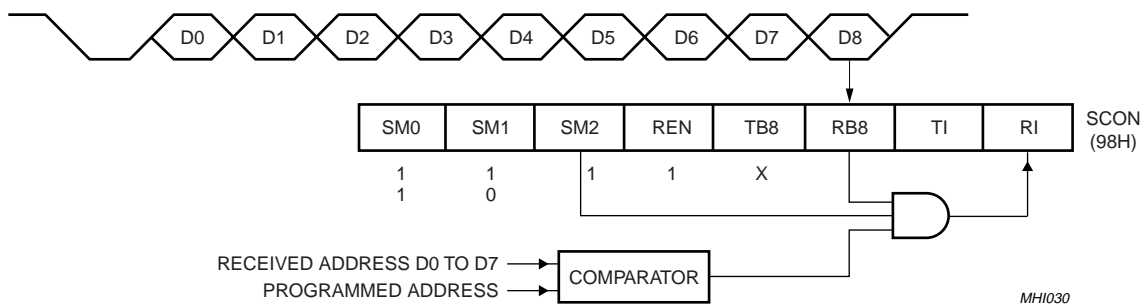 D0 D1 D2 D3 D4 D5 D6 D7 D8
SM0 SM1 SM2 REN TB8 RB8 TI RI SCON
(98H)
1 1 1 1 X
1 0
RECEIVED ADDRESS D0 TO D7
COMPARATOR
PROGRAMMED ADDRESS
MHI030